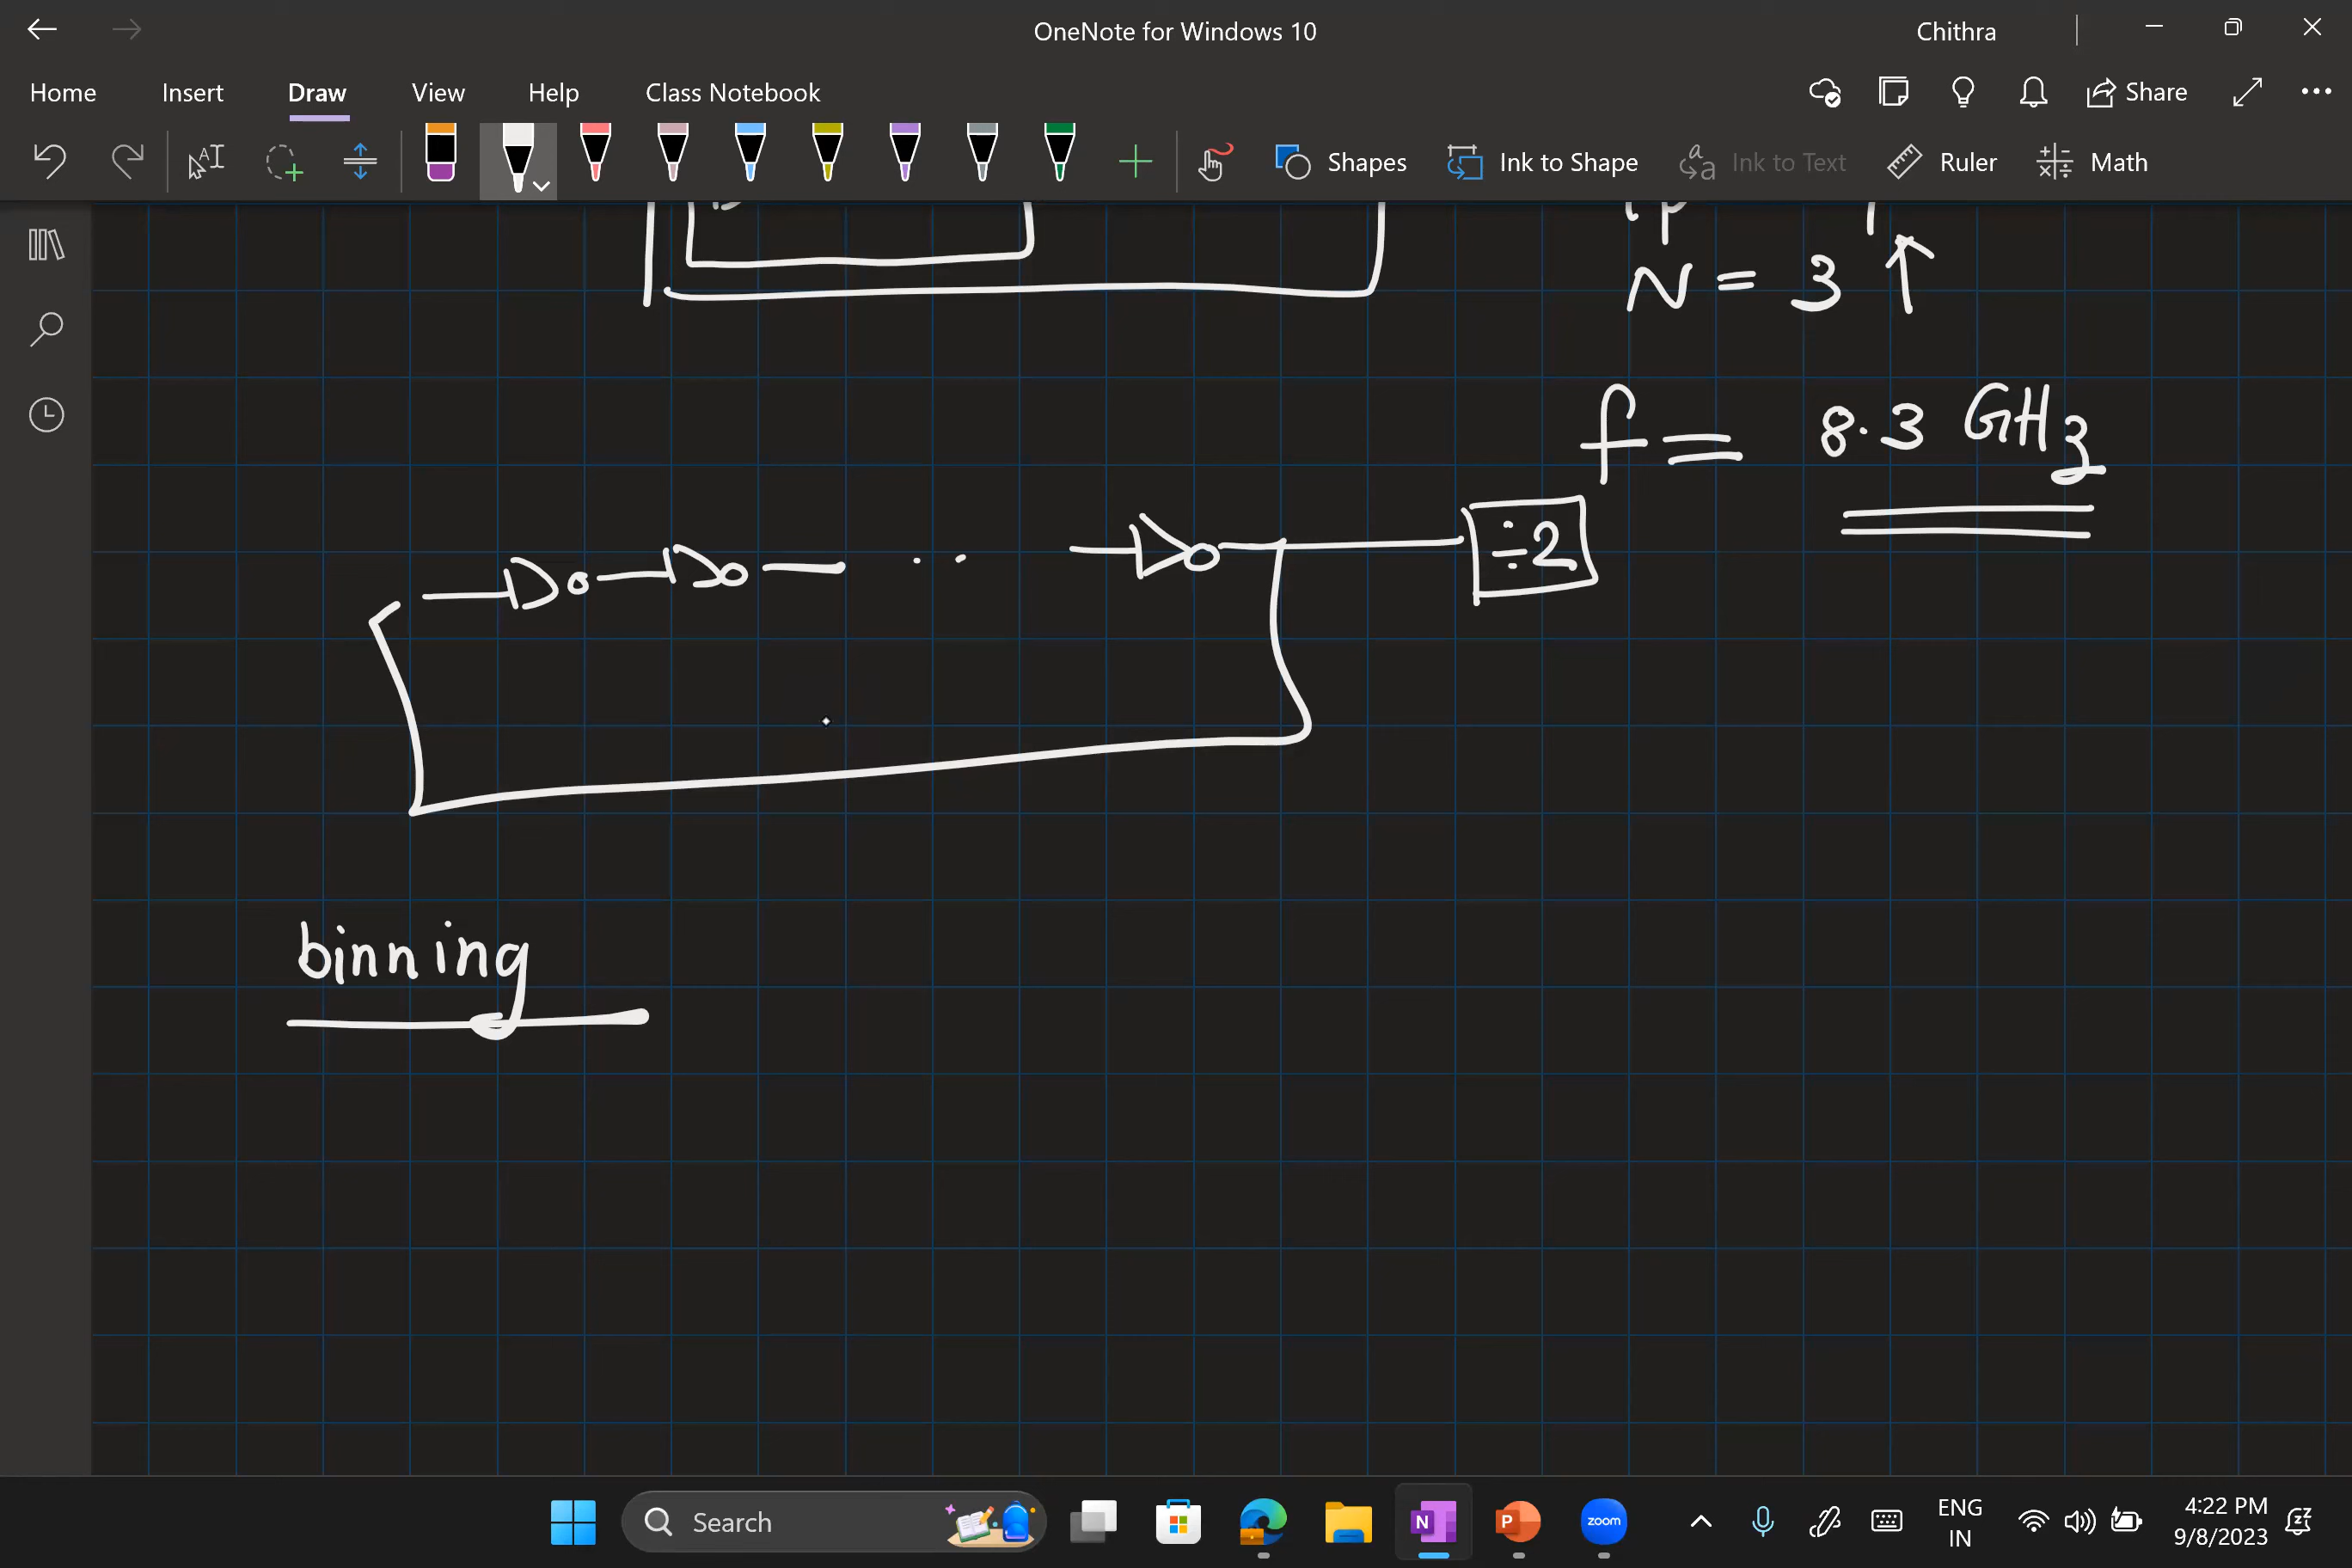 OneNote for Windows 10
Chithra
Home Insert Draw View Help Class Notebook
Share
Shapes Ink to Shape Ink to Text Ruler Math
N = 3 ↑
f = 8.3 GHz
÷2
binning
Search
ENG
IN
4:22 PM
9/8/2023
zoom